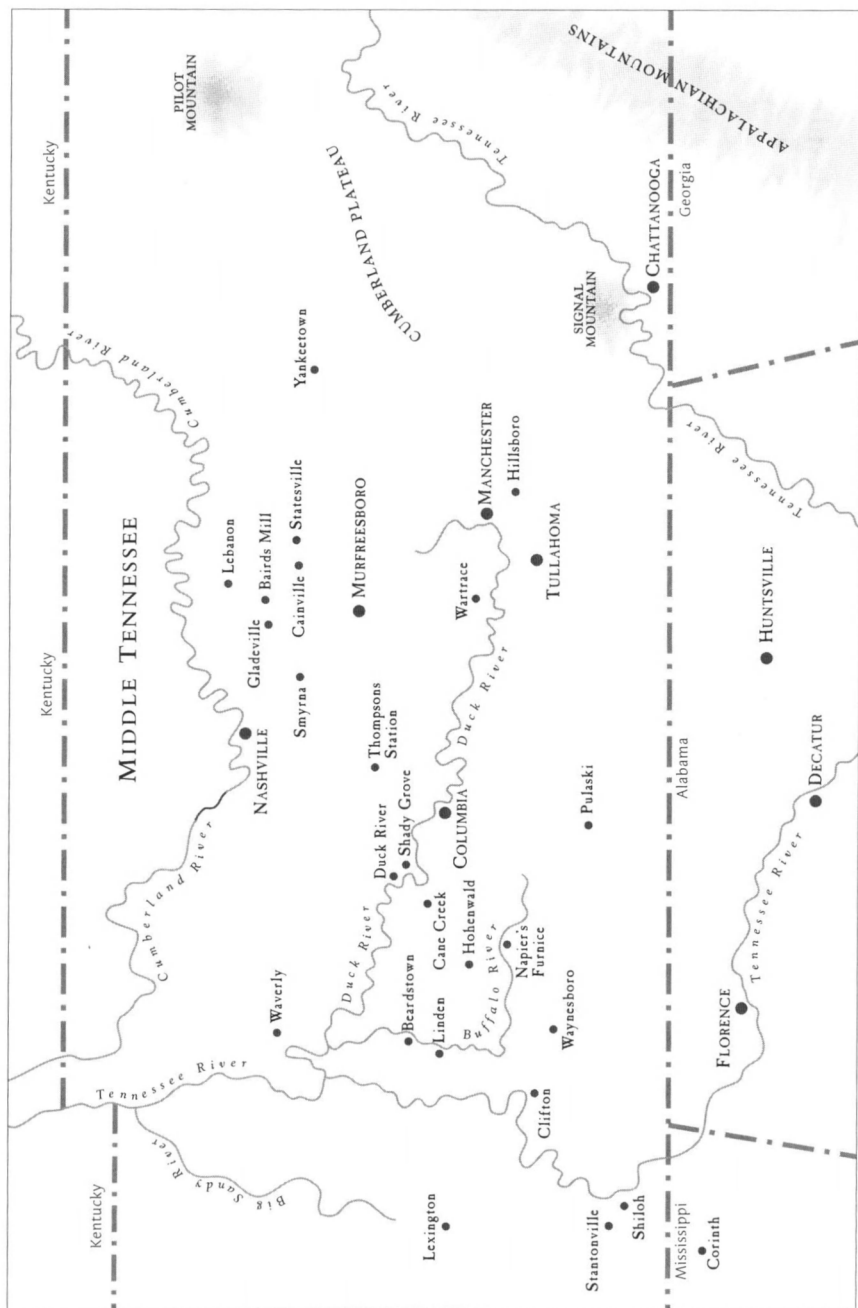 Kentucky
Kentucky
Kentucky
MIDDLE TENNESSEE
PILOT
MOUNTAIN
Cumberland River
Cumberland River
Tennessee River
Big Sandy River
Waverly
NASHVILLE
Lebanon
Gladeville
Bairds Mill
Smyrna
Cainville
Statesville
Yankeetown
CUMBERLAND PLATEAU
Tennessee River
MURFREESBORO
Thompsons
Station
Duck River
Duck River
Shady Grove
Beardstown
Cane Creek
Linden
Lexington
COLUMBIA
Duck River
Hohenwald
Buffalo River
Napier's
Furnice
Wartrace
MANCHESTER
Hillsboro
TULLAHOMA
Clifton
Waynesboro
Pulaski
Stantonville
Shiloh
SIGNAL
MOUNTAIN
CHATTANOOGA
APPALACHIAN MOUNTAINS
Mississippi
Alabama
Georgia
Corinth
FLORENCE
Tennessee River
DECATUR
HUNTSVILLE
Tennessee River